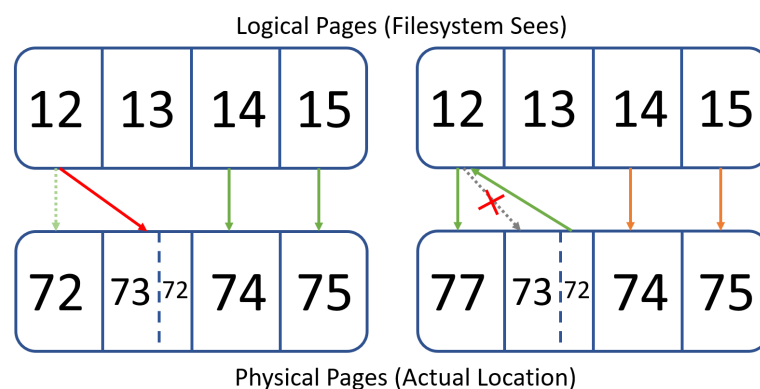 Logical Pages (Filesystem Sees)
12 13 14 15 12 13 14 15
72 73 72 74 75 77 73 72 74 75
Physical Pages (Actual Location)